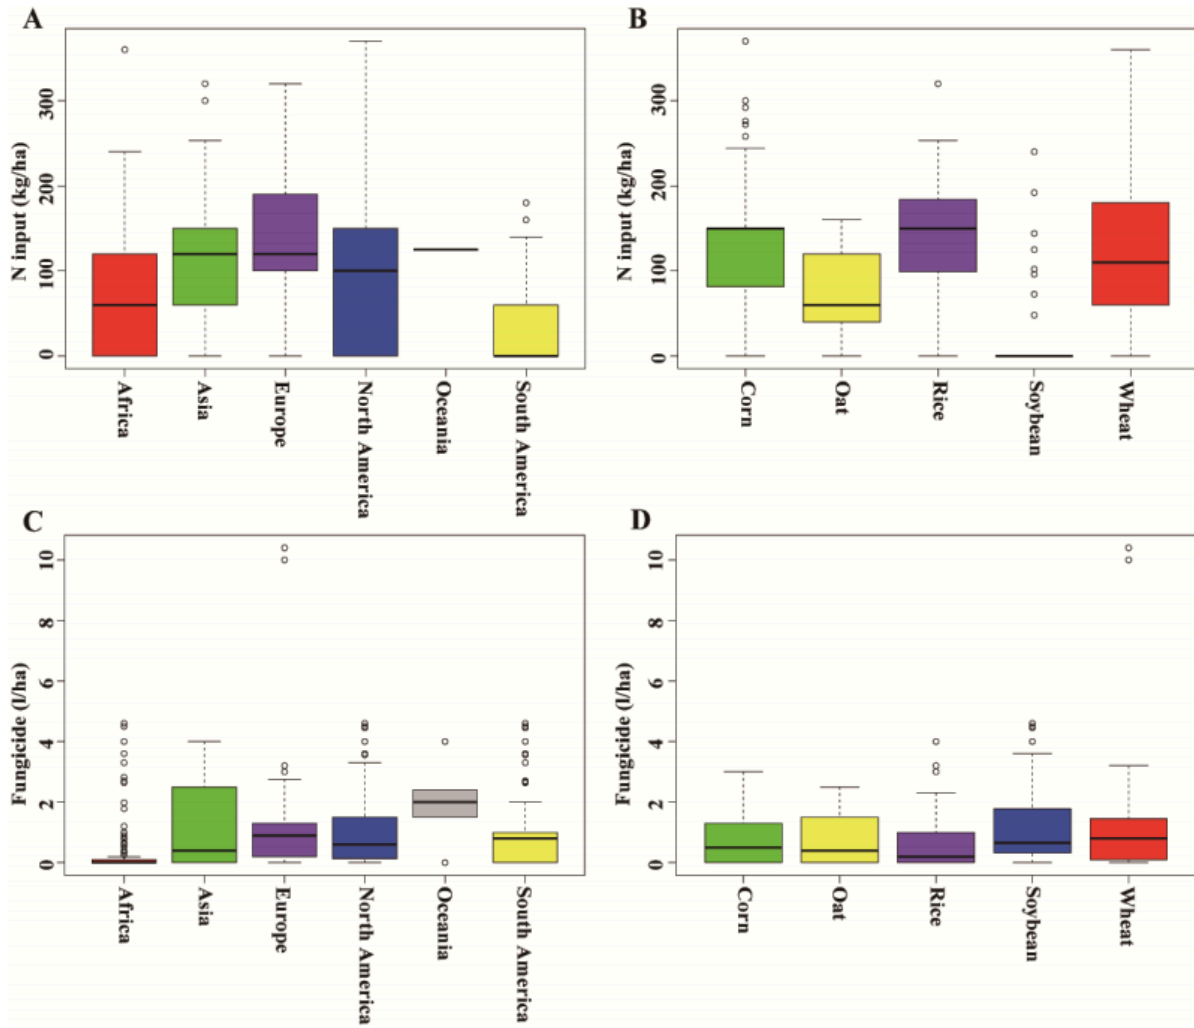 A
N input (kg/ha)
0
100
200
300
Africa
Asia
Europe
North America
Oceania
South America
B
N input (kg/ha)
0
100
200
300
Corn
Oat
Rice
Soybean
Wheat
C
Fungicide (l/ha)
0
2
4
6
8
10
Africa
Asia
Europe
North America
Oceania
South America
D
Fungicide (l/ha)
0
2
4
6
8
10
Corn
Oat
Rice
Soybean
Wheat